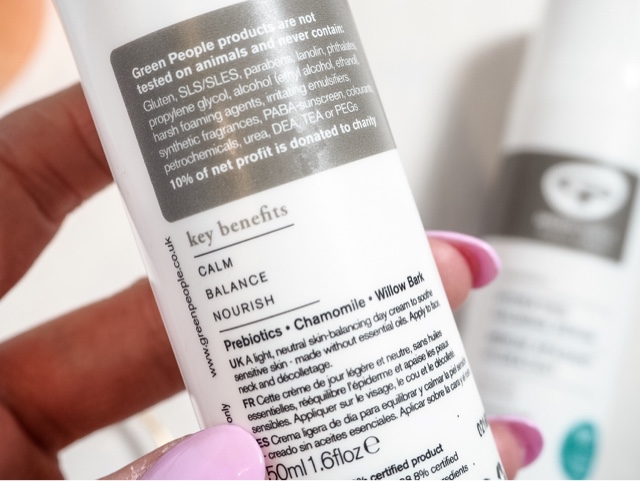 Green People products are not
tested on animals and never contain:
Gluten, SLS/SLES, parabens, lanolin, phthalates,
propylene glycol, alcohol (ethyl alcohol, ethanol,
harsh foaming agents, irritating emulsifiers,
synthetic fragrances, PABA-sunscreen, colourants,
petrochemicals, urea, DEA, TEA or PEGs
10% of net profit is donated to charity
key benefits
CALM
BALANCE
NOURISH
www.greenpeople.co.uk
Prebiotics • Chamomile • Willow Bark
UK A light, neutral skin-balancing day cream to soothe
sensitive skin - made without essential oils. Apply to face,
neck and décolletage.
FR Cette crème de jour légère et neutre, sans huiles
essentielles, rééquilibre l'épiderme et apaise les peaux
sensibles. Appliquer sur le visage, le cou et le décolleté.
ES Crema ligera de día para equilibrar y calmar la piel
creado sin aceites esenciales. Aplicar sobre la cara y
only
50ml 1.6floz e
certified product
8.8% certified